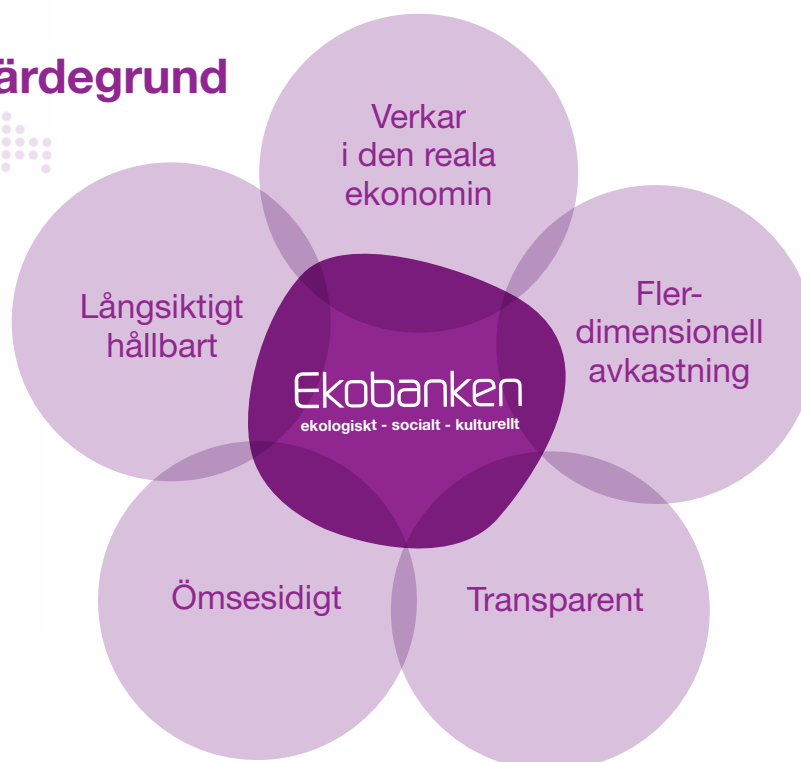 ärdegrund
Verkar
i den reala
ekonomin
Långsiktigt
hållbart
Fler-
dimensionell
avkastning
Ekobanken
ekologiskt - socialt - kulturellt
Ömsesidigt
Transparent